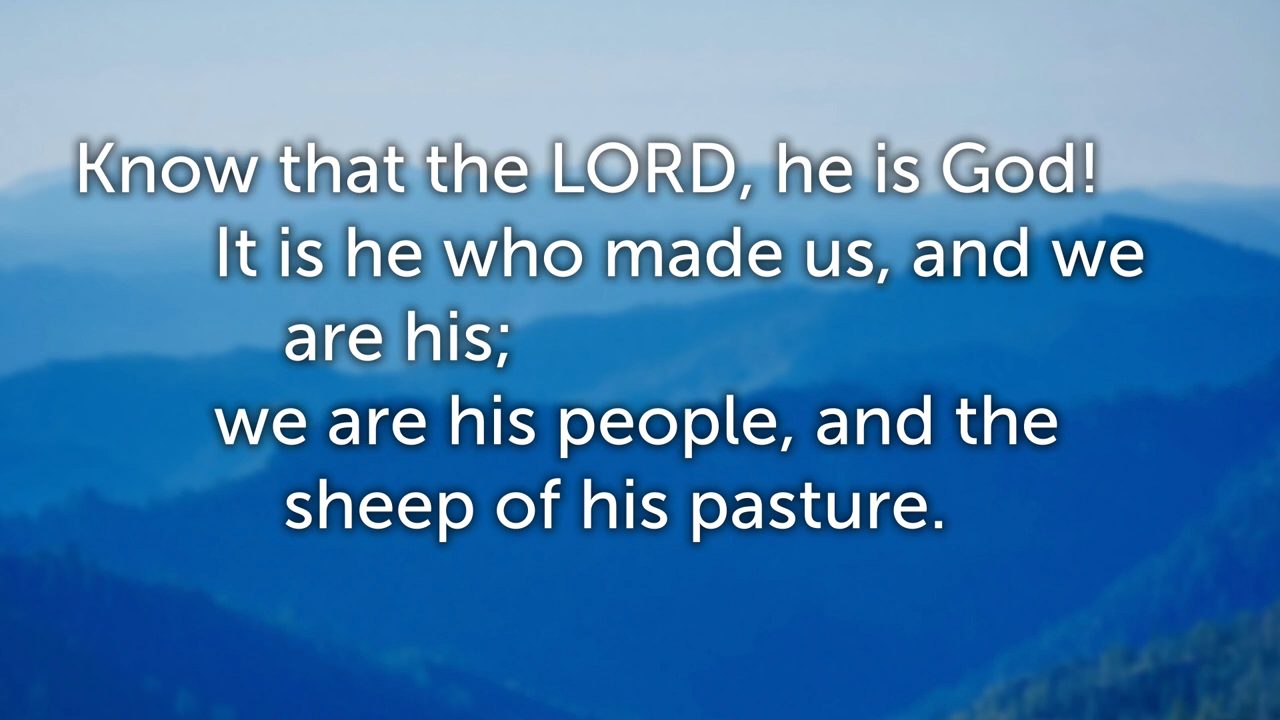 Know that the LORD, he is God!
It is he who made us, and we
are his;
we are his people, and the
sheep of his pasture.